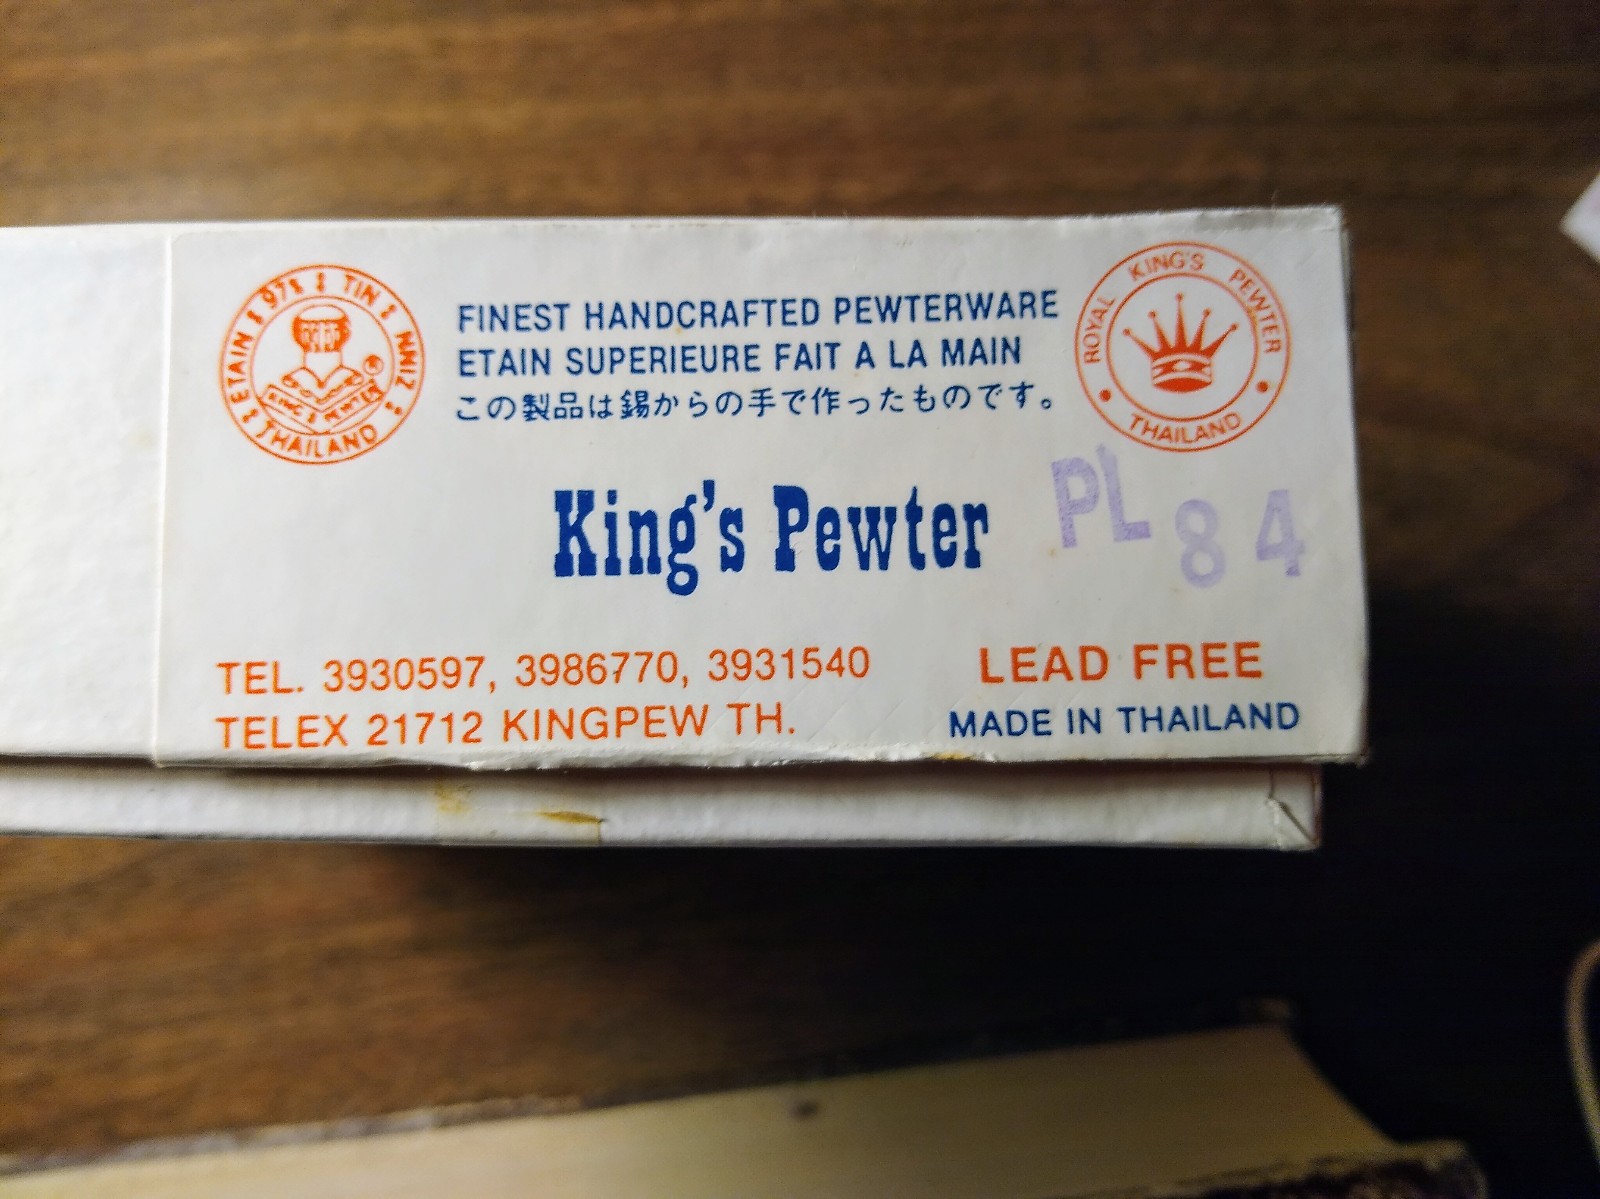 ETAIN 97% TIN ZINN
KING'S PEWTER
THAILAND
FINEST HANDCRAFTED PEWTERWARE
ETAIN SUPERIEURE FAIT A LA MAIN
この製品は錫からの手で作ったものです。
ROYAL KING'S PEWTER
THAILAND
King's Pewter
PL 84
TEL. 3930597, 3986770, 3931540
LEAD FREE
TELEX 21712 KINGPEW TH.
MADE IN THAILAND